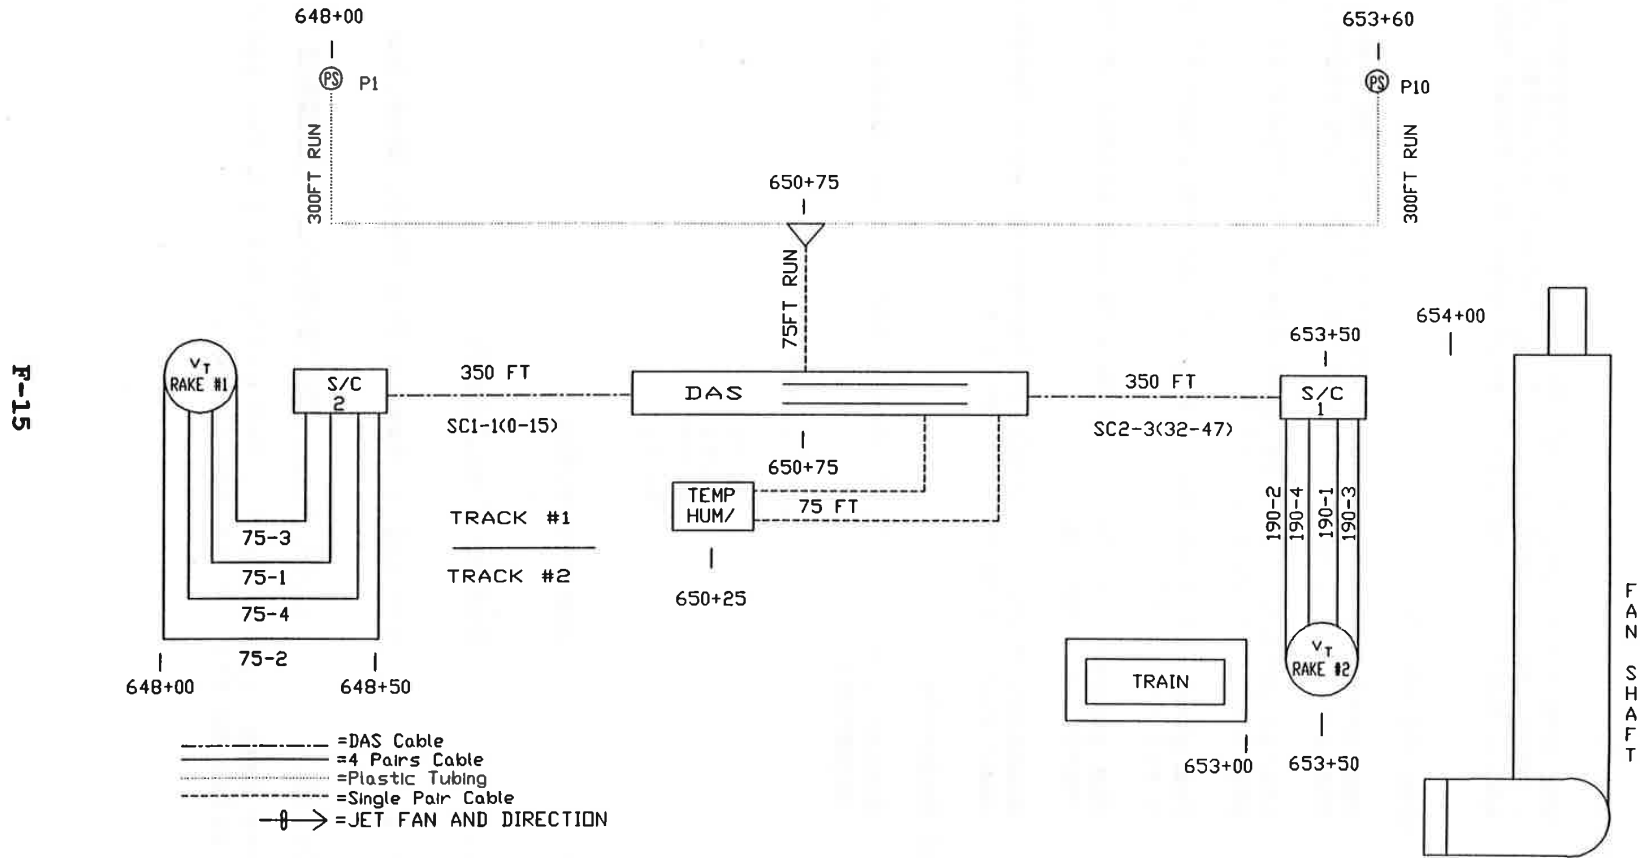 648+00
653+60
PS
P1
PS
P10
300FT RUN
300FT RUN
650+75
75FT RUN
654+00
653+50
VT
RAKE #1
S/C
2
350 FT
SC1-1(0-15)
DAS
350 FT
SC2-3(32-47)
S/C
1
650+75
TEMP
HUM/
75 FT
650+25
TRACK #1
TRACK #2
75-3
75-1
75-4
75-2
648+00
648+50
190-2
190-4
190-1
190-3
VT
RAKE #2
TRAIN
653+00
653+50
FAN SHAFT
=DAS Cable
=4 Pairs Cable
=Plastic Tubing
=Single Pair Cable
=JET FAN AND DIRECTION
F-15